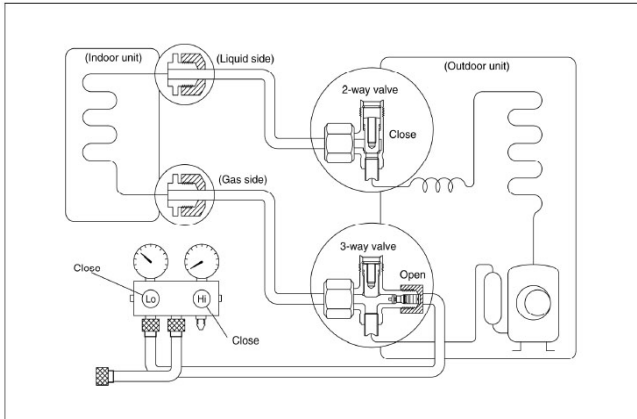 (Indoor unit)
(Liquid side)
(Outdoor unit)
2-way valve
Close
(Gas side)
3-way valve
Open
Close
Lo
Hi
Close